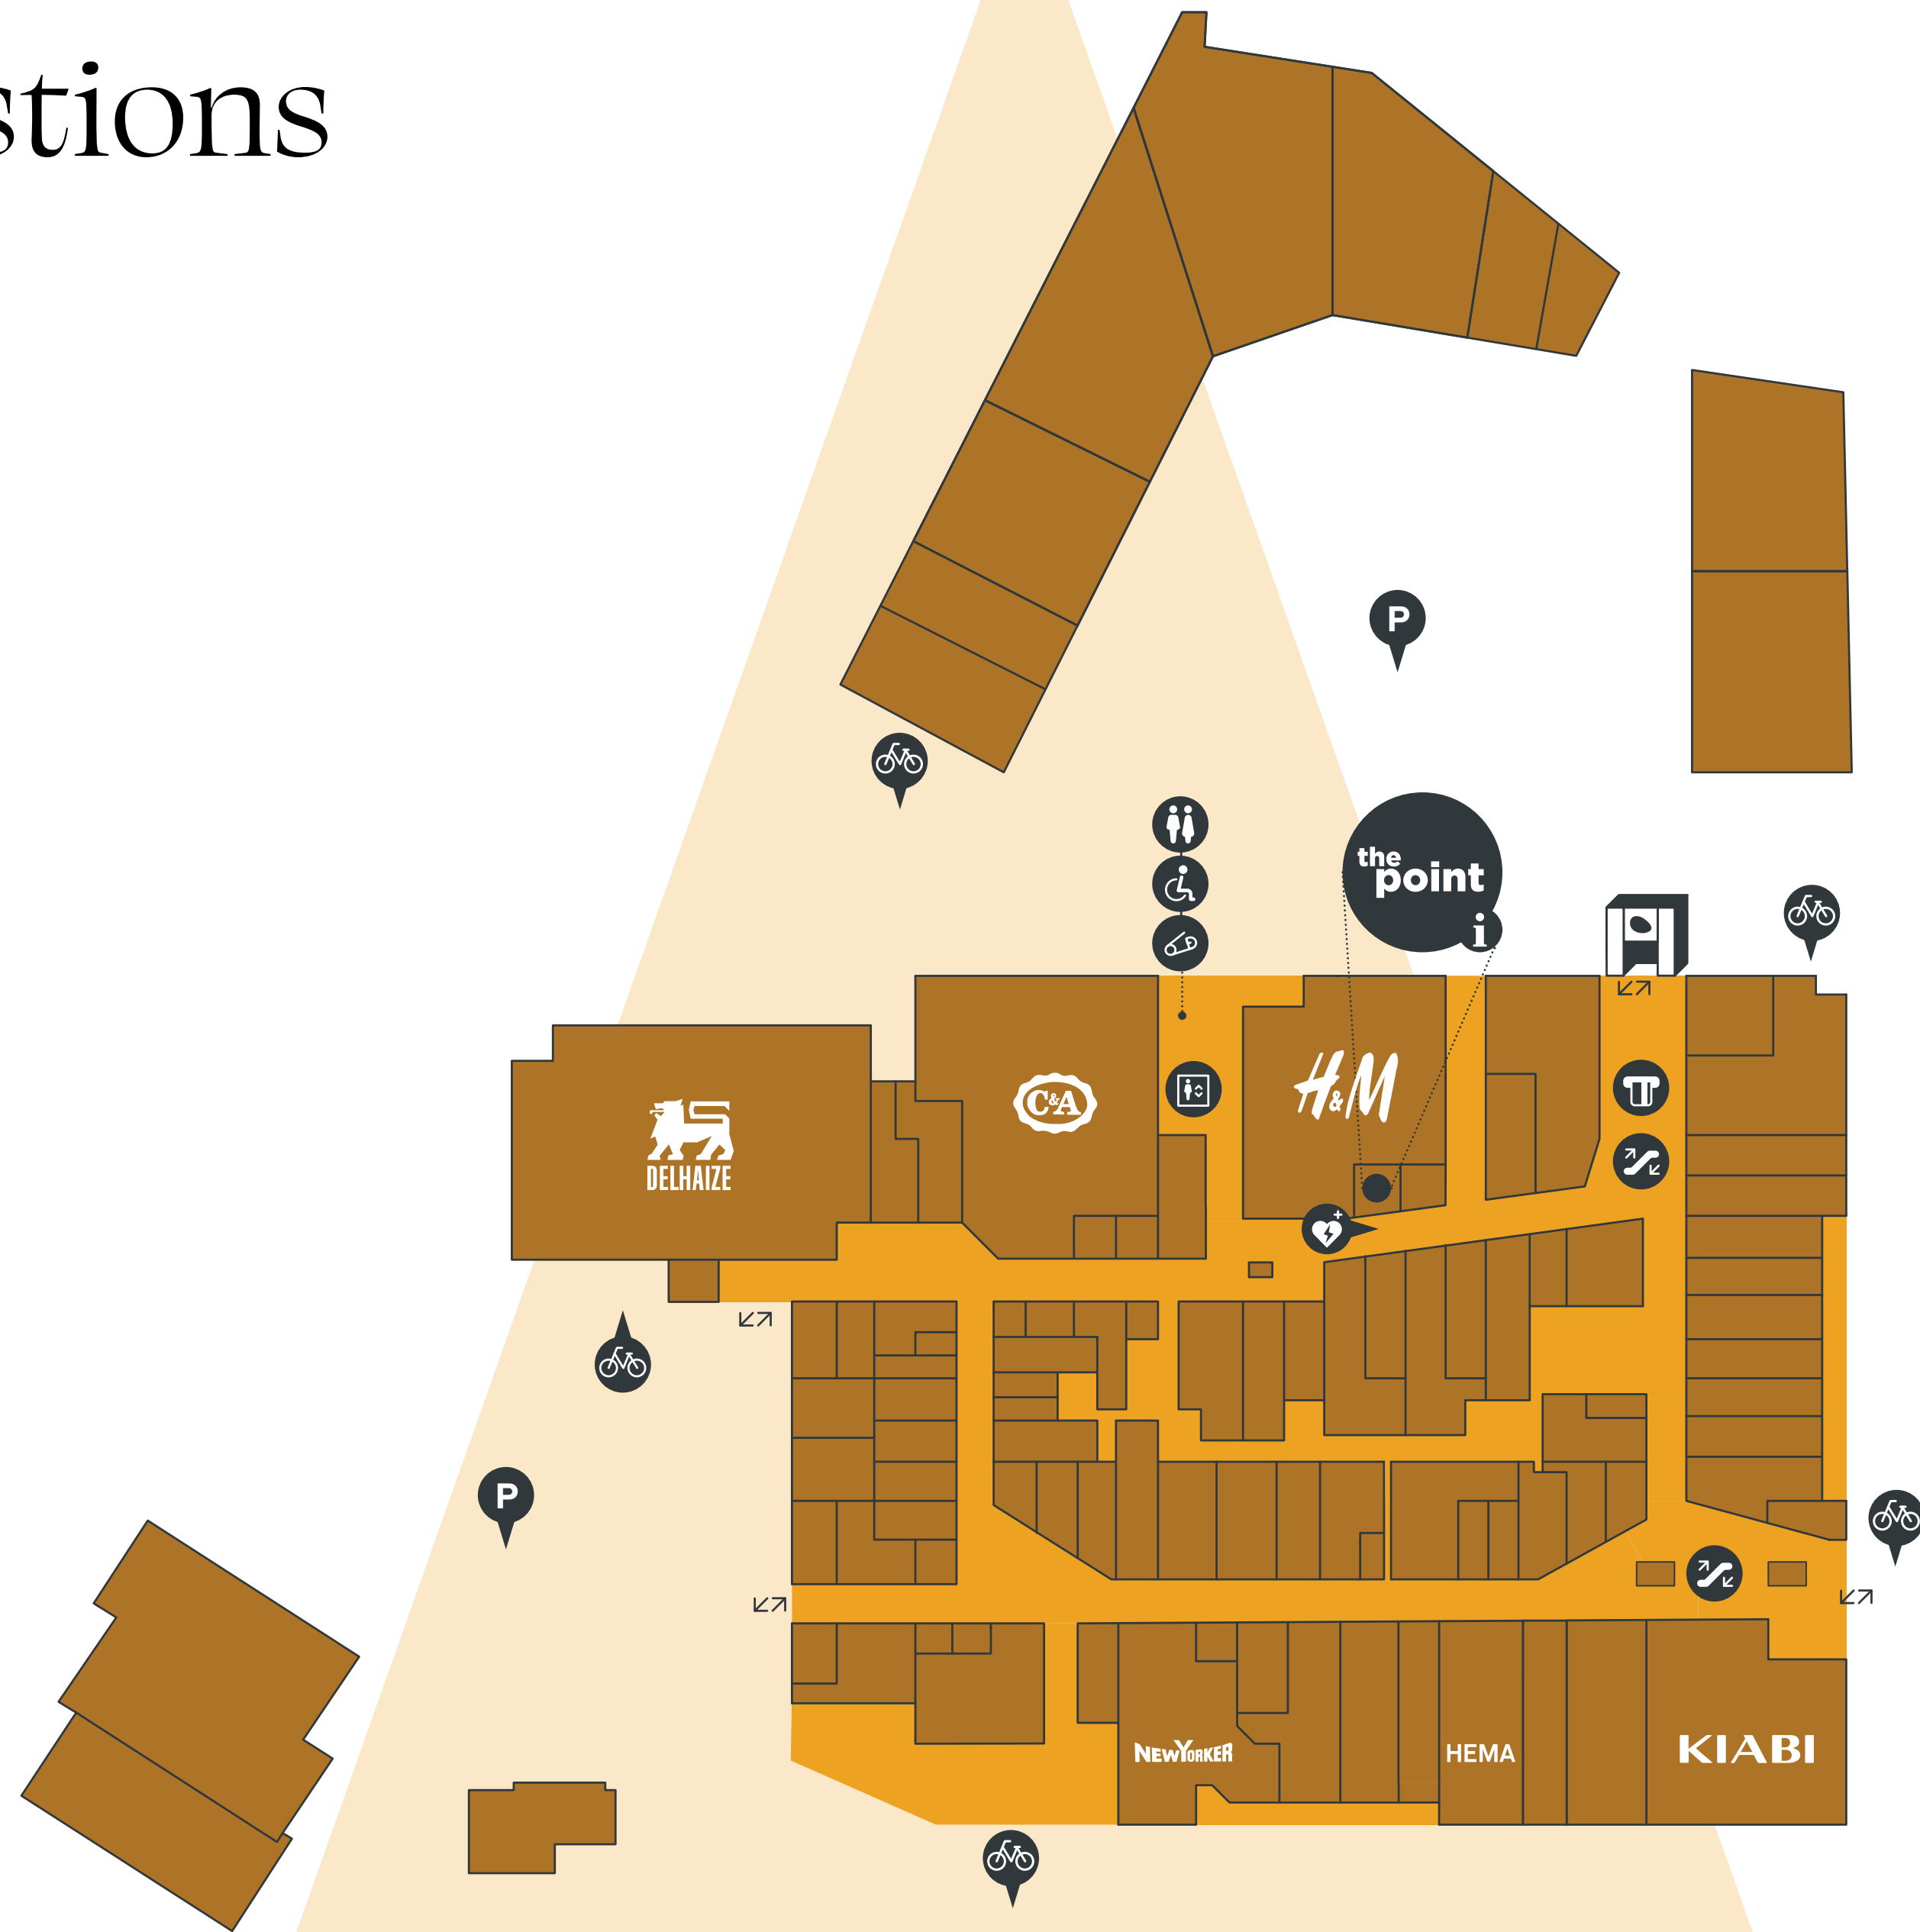 stions
P
the
point
i
C&A
H&M
DELHAIZE
P
NEWYORKER
HEMA
KIABI